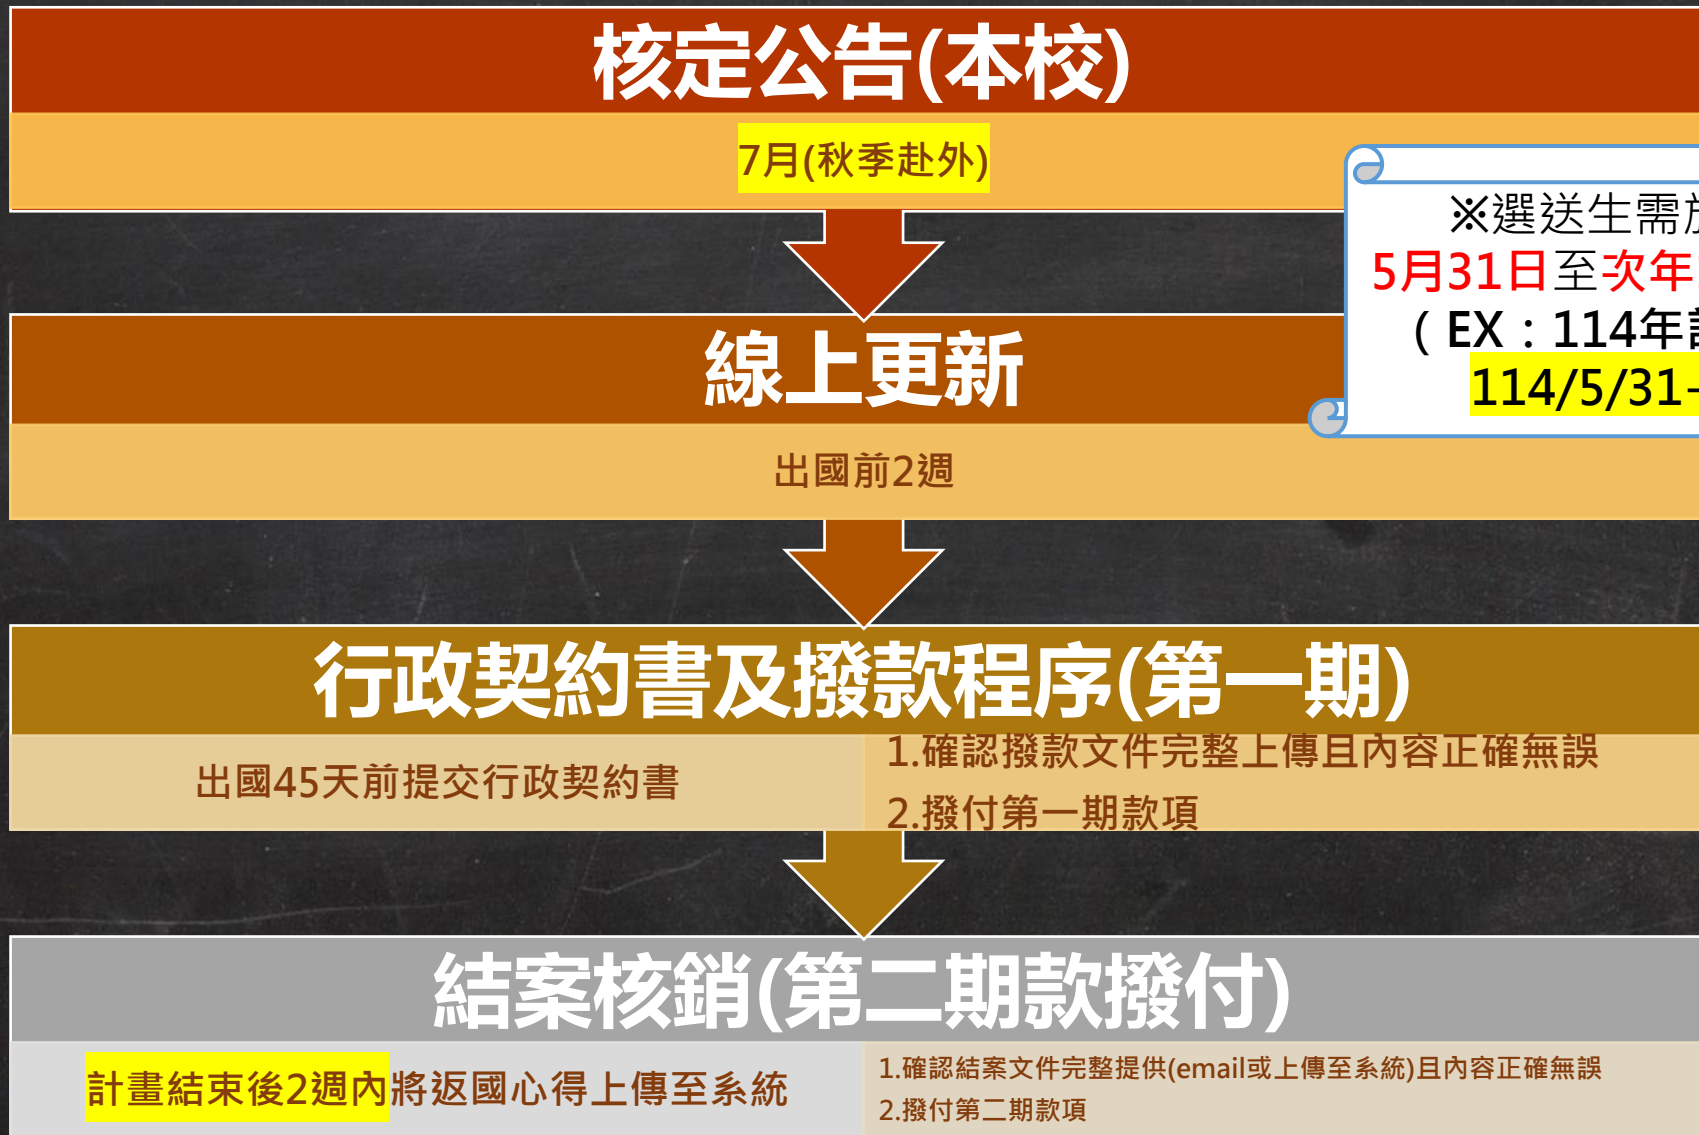 核定公告(本校)
7月(秋季赴外)
※選送生需
5月31日至次年
（EX：114年
114/5/31-
線上更新
出國前2週
行政契約書及撥款程序(第一期)
出國45天前提交行政契約書
1.確認撥款文件完整上傳且內容正確無誤
2.撥付第一期款項
結案核銷(第二期款撥付)
計畫結束後2週內將返國心得上傳至系統
1.確認結案文件完整提供(email或上傳至系統)且內容正確無誤
2.撥付第二期款項